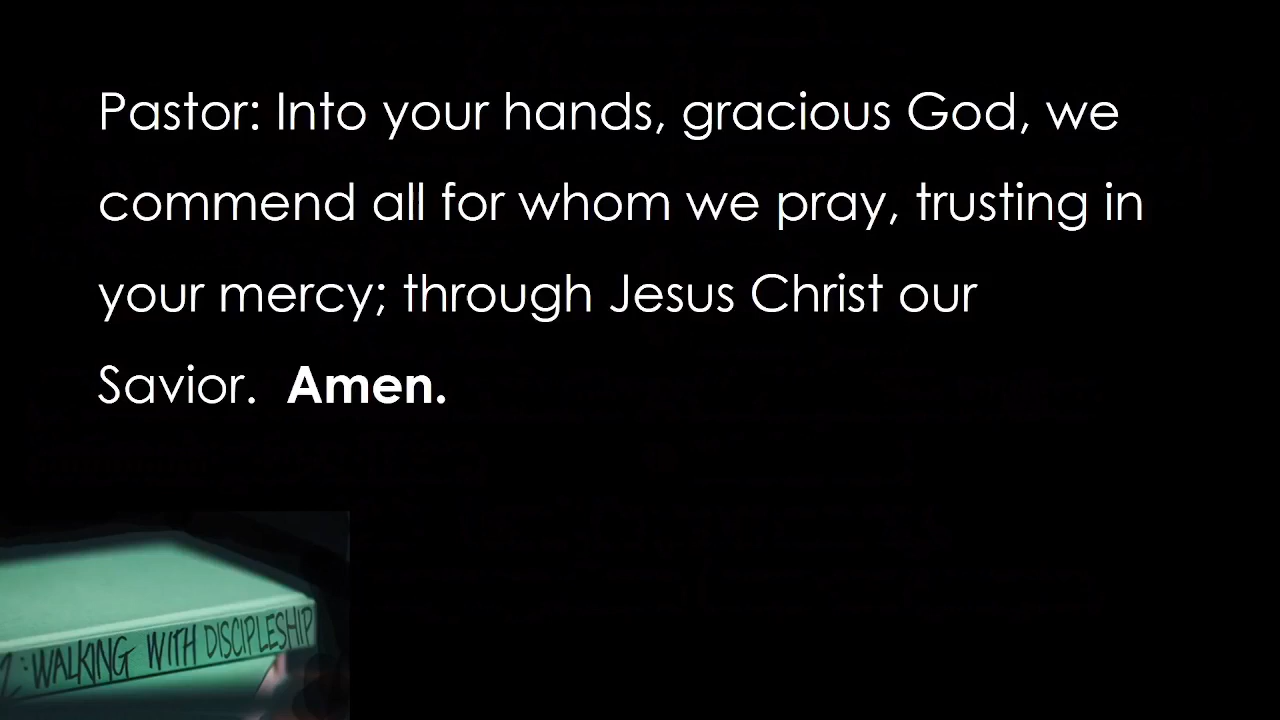 Pastor: Into your hands, gracious God, we
commend all for whom we pray, trusting in
your mercy; through Jesus Christ our
Savior.  Amen.
2: WALKING WITH DISCIPLESHIP